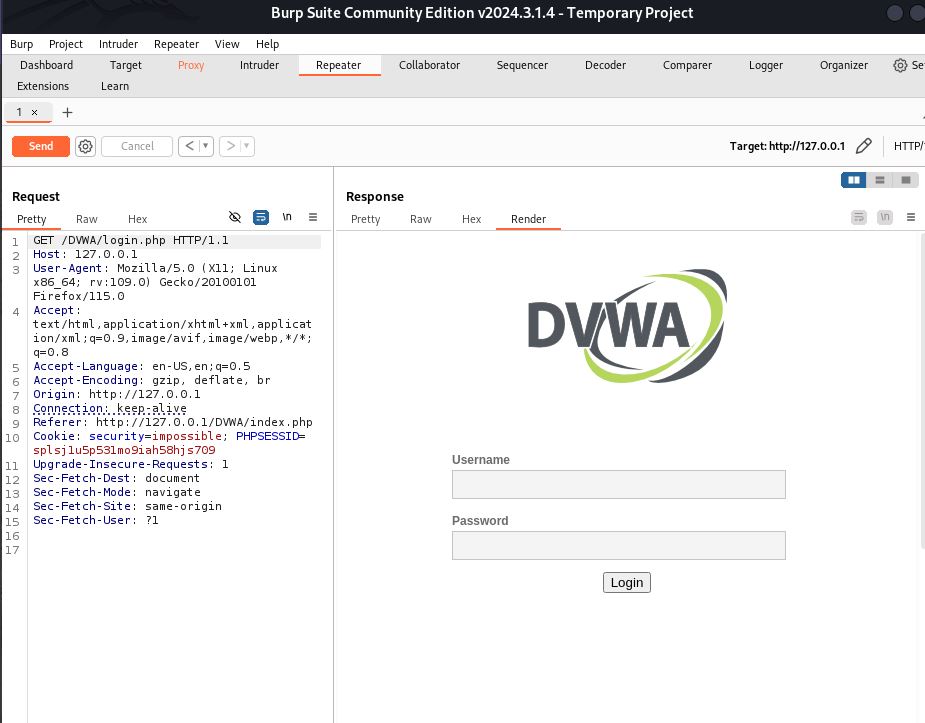 Burp Suite Community Edition v2024.3.1.4 - Temporary Project
Burp Project Intruder Repeater View Help
Dashboard Target Proxy Intruder Repeater Collaborator Sequencer Decoder Comparer Logger Organizer Se
Extensions Learn
1 × +
Send Cancel < >
Target: http://127.0.0.1 HTTP/
Request
Pretty Raw Hex \n
1 GET /DVWA/login.php HTTP/1.1
2 Host: 127.0.0.1
3 User-Agent: Mozilla/5.0 (X11; Linux
x86_64; rv:109.0) Gecko/20100101
Firefox/115.0
4 Accept:
text/html,application/xhtml+xml,applicat
ion/xml;q=0.9,image/avif,image/webp,*/*;
q=0.8
5 Accept-Language: en-US,en;q=0.5
6 Accept-Encoding: gzip, deflate, br
7 Origin: http://127.0.0.1
8 Connection: keep-alive
9 Referer: http://127.0.0.1/DVWA/index.php
10 Cookie: security=impossible; PHPSESSID=
splsj1u5p531mo9iah58hjs709
11 Upgrade-Insecure-Requests: 1
12 Sec-Fetch-Dest: document
13 Sec-Fetch-Mode: navigate
14 Sec-Fetch-Site: same-origin
15 Sec-Fetch-User: ?1
16
17
Response
Pretty Raw Hex Render \n
DVWA
Username
Password
Login